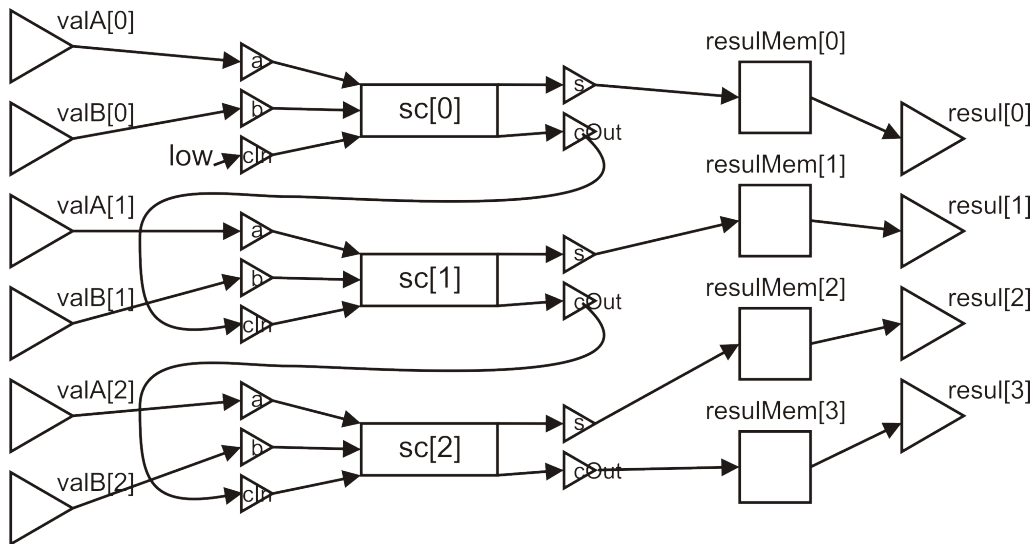 valA[0]
a
resulMem[0]
valB[0]
b
sc[0]
s
resul[0]
low
cIn
cOut
valA[1]
a
resulMem[1]
resul[1]
valB[1]
b
sc[1]
s
cIn
cOut
resulMem[2]
resul[2]
valA[2]
a
resulMem[3]
resul[3]
valB[2]
b
sc[2]
s
cIn
cOut